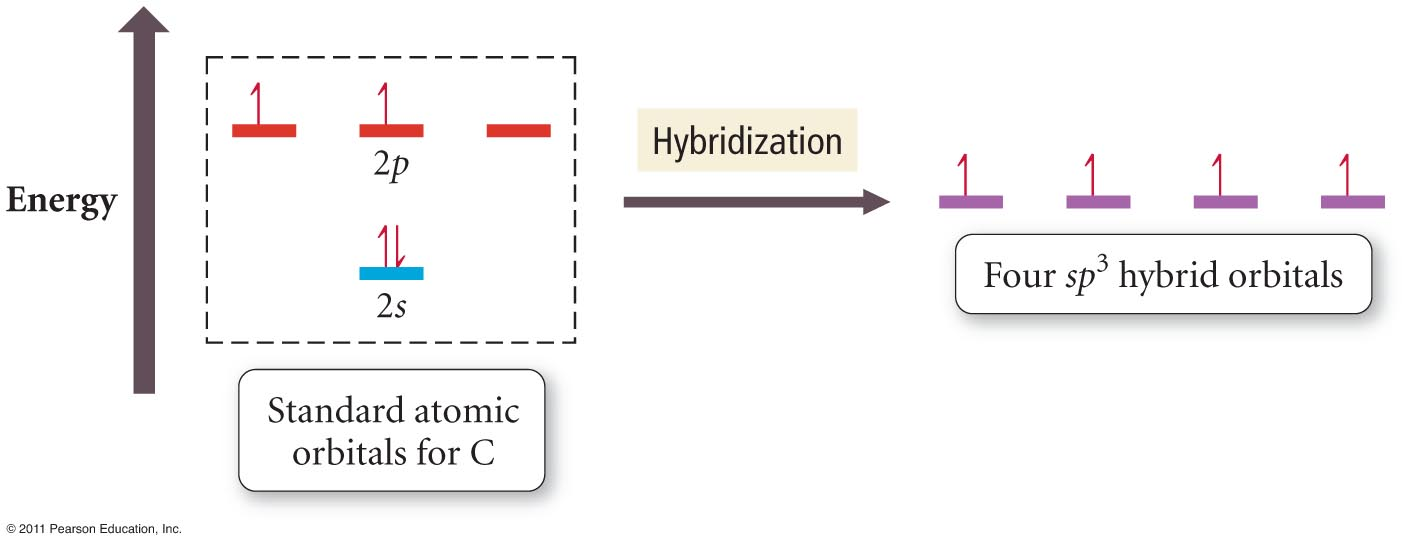 Energy
2p
2s
Standard atomic
orbitals for C
Hybridization
Four sp³ hybrid orbitals
© 2011 Pearson Education, Inc.